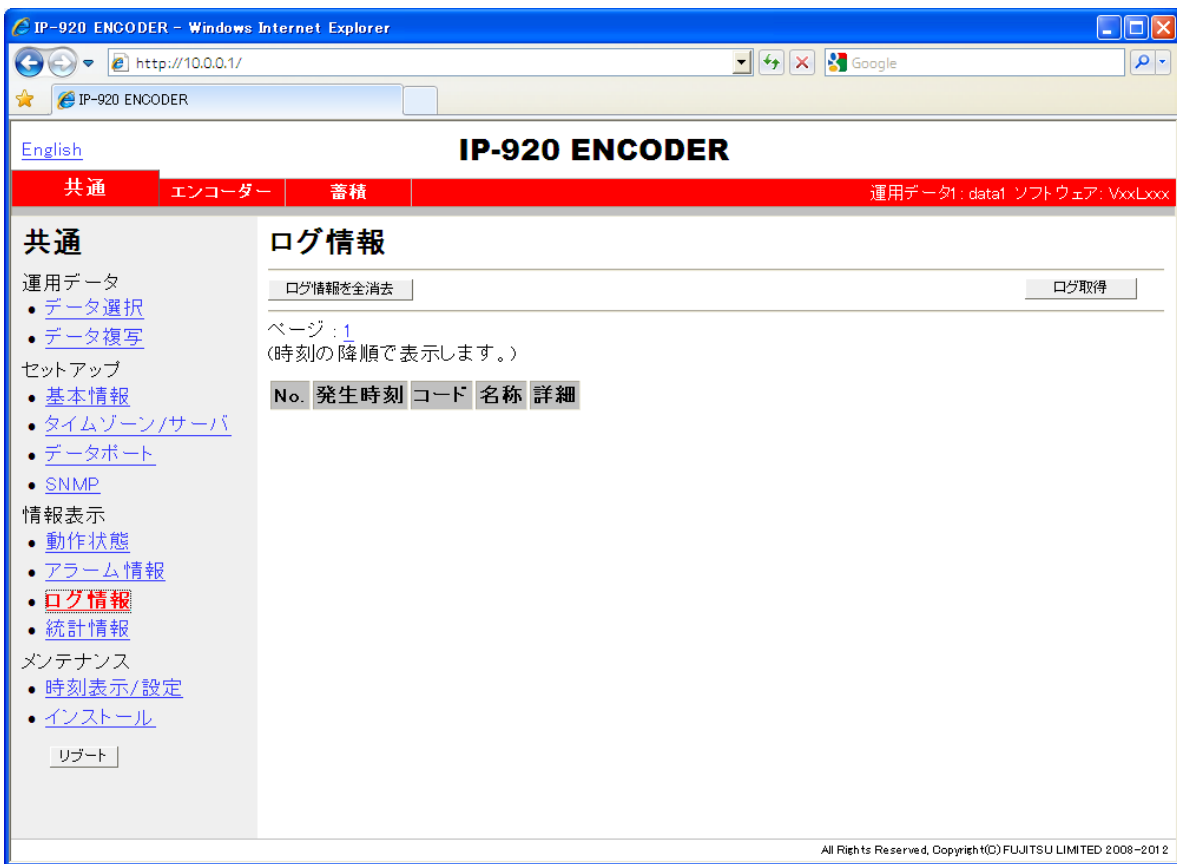 IP-920 ENCODER - Windows Internet Explorer
http://10.0.0.1/
Google
IP-920 ENCODER
English
IP-920 ENCODER
共通 エンコーダー 蓄積 運用データ1 : data1 ソフトウェア: VxxLxxx
共通
運用データ
データ選択
データ複写
セットアップ
基本情報
タイムゾーン/サーバ
データポート
SNMP
情報表示
動作状態
アラーム情報
ログ情報
統計情報
メンテナンス
時刻表示/設定
インストール
リブート
ログ情報
ログ情報を全消去 ログ取得
ページ : 1
(時刻の降順で表示します。)
No. 発生時刻 コード 名称 詳細
All Rights Reserved, Copyright(C) FUJITSU LIMITED 2008-2012